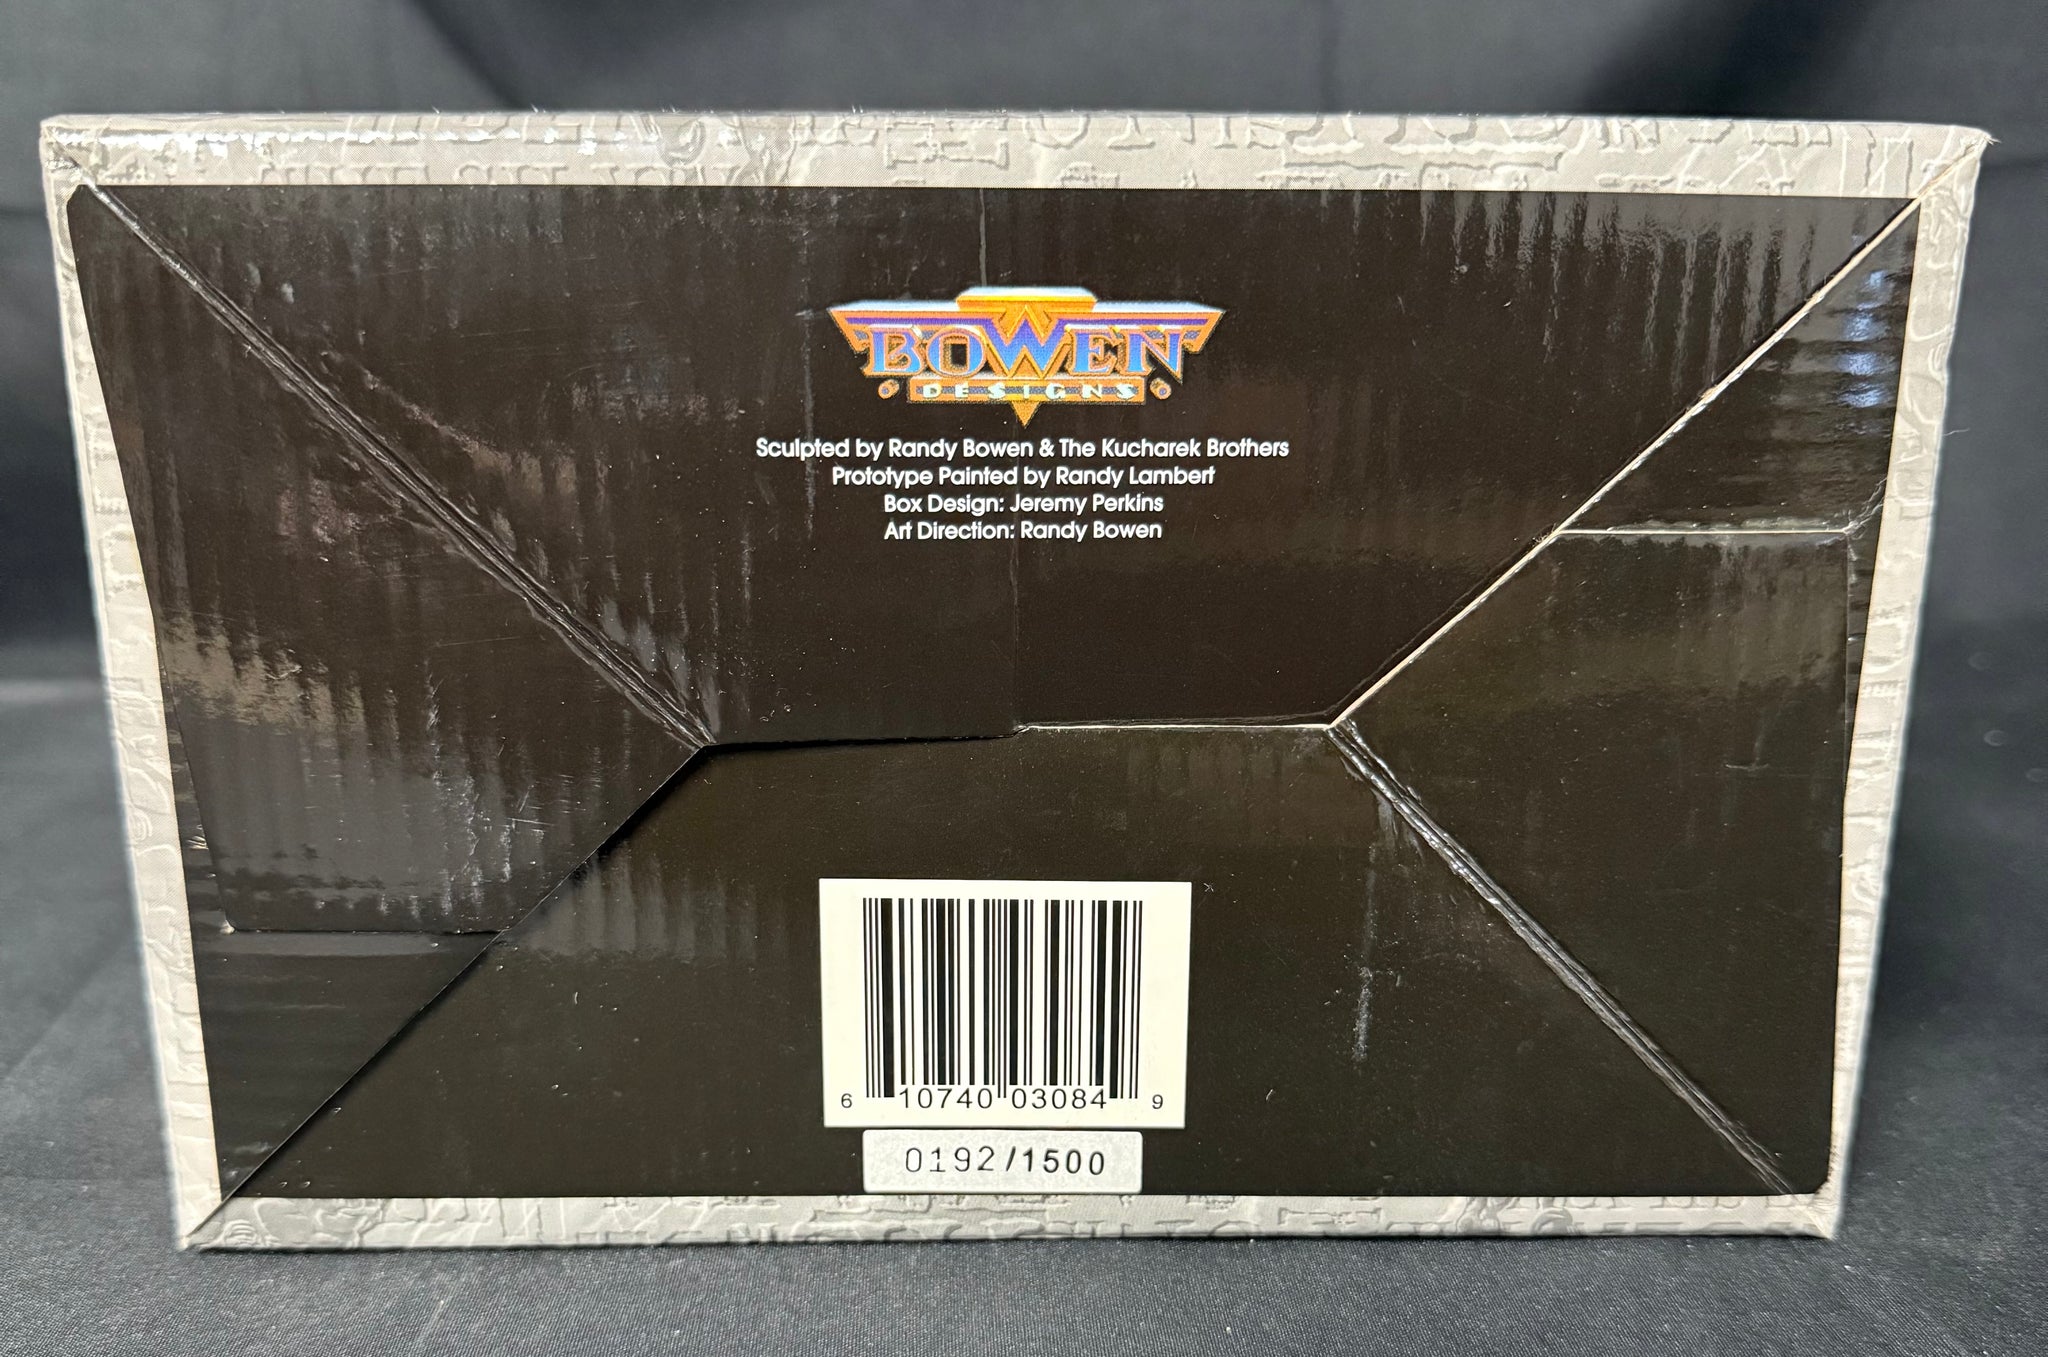 BOWEN
DESIGNS
Sculpted by Randy Bowen & The Kucharek Brothers
Prototype Painted by Randy Lambert
Box Design: Jeremy Perkins
Art Direction: Randy Bowen
6 10740 03084 9
0192/1500